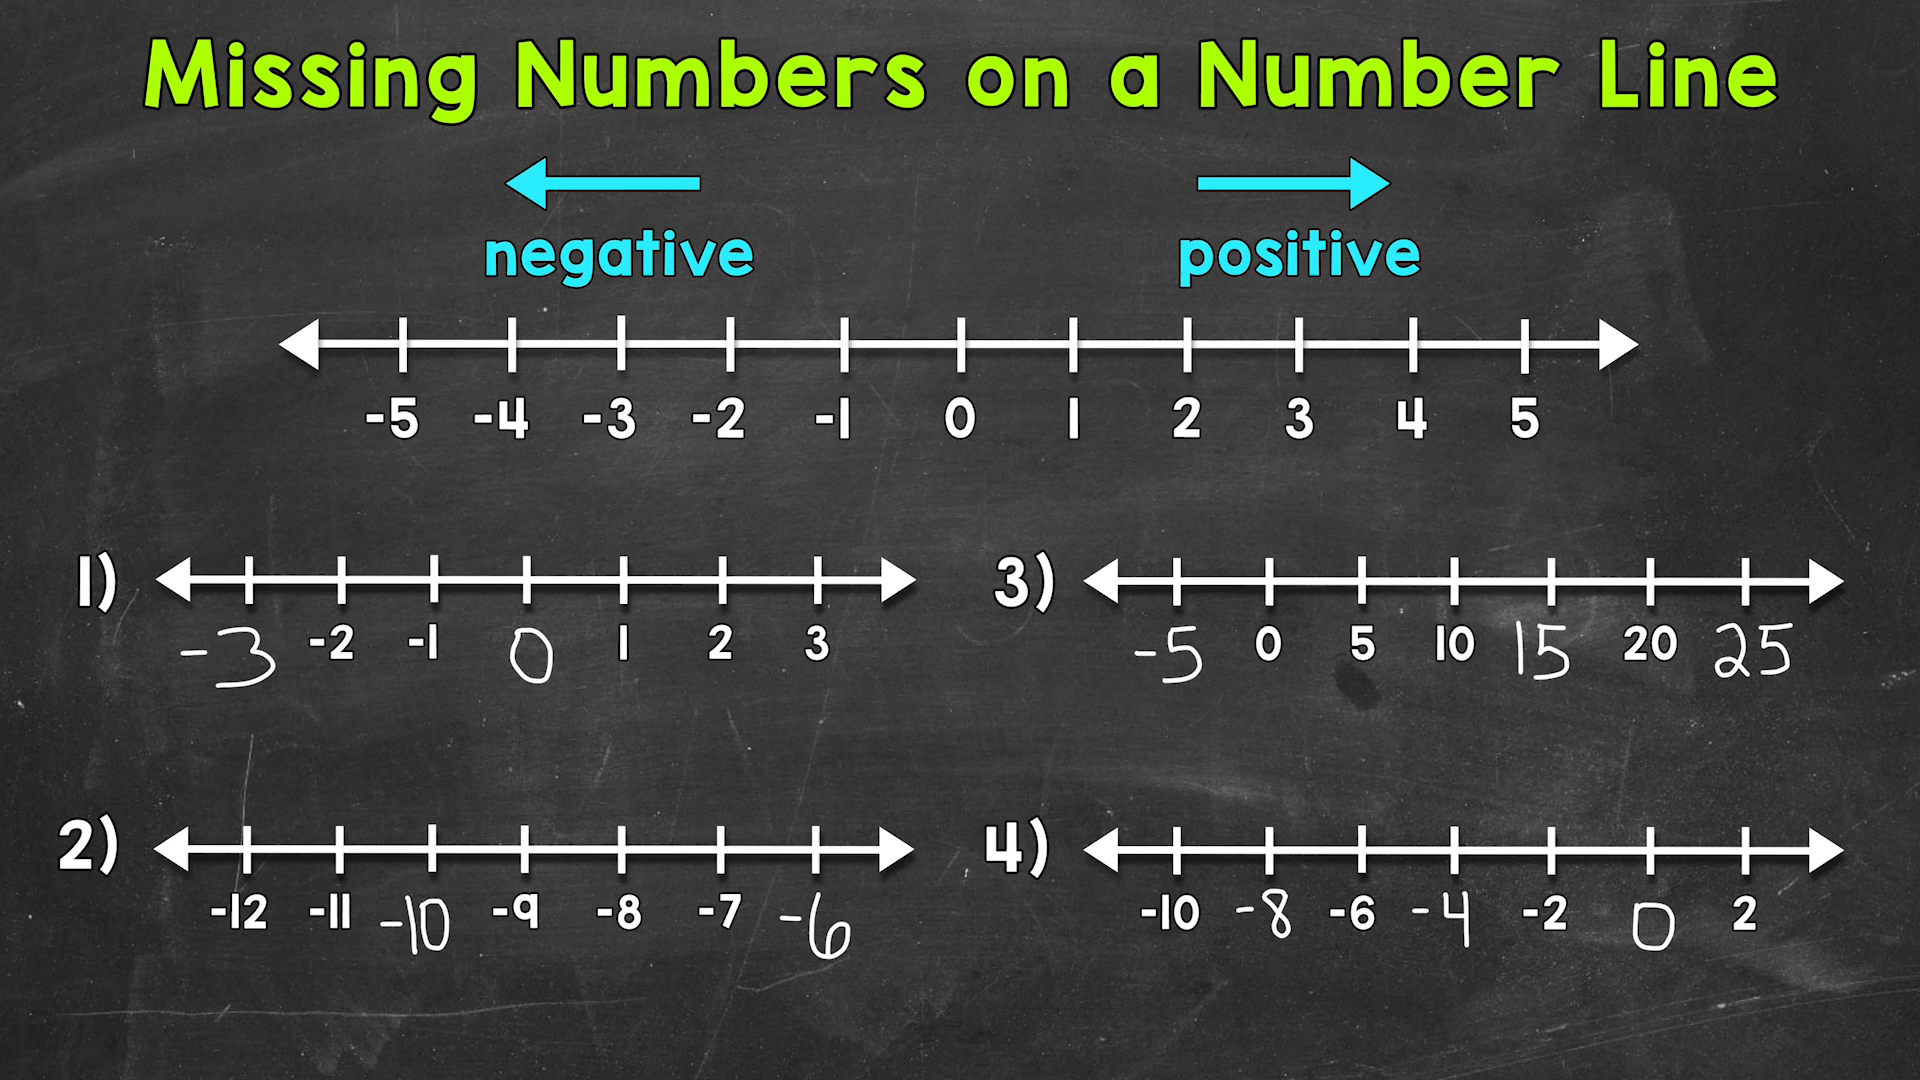 Missing Numbers on a Number Line
negative positive
-5 -4 -3 -2 -1 0 1 2 3 4 5
1)
-3 -2 -1 0 1 2 3
2)
-12 -11 -10 -9 -8 -7 -6
3)
-5 0 5 10 15 20 25
4)
-10 -8 -6 -4 -2 0 2